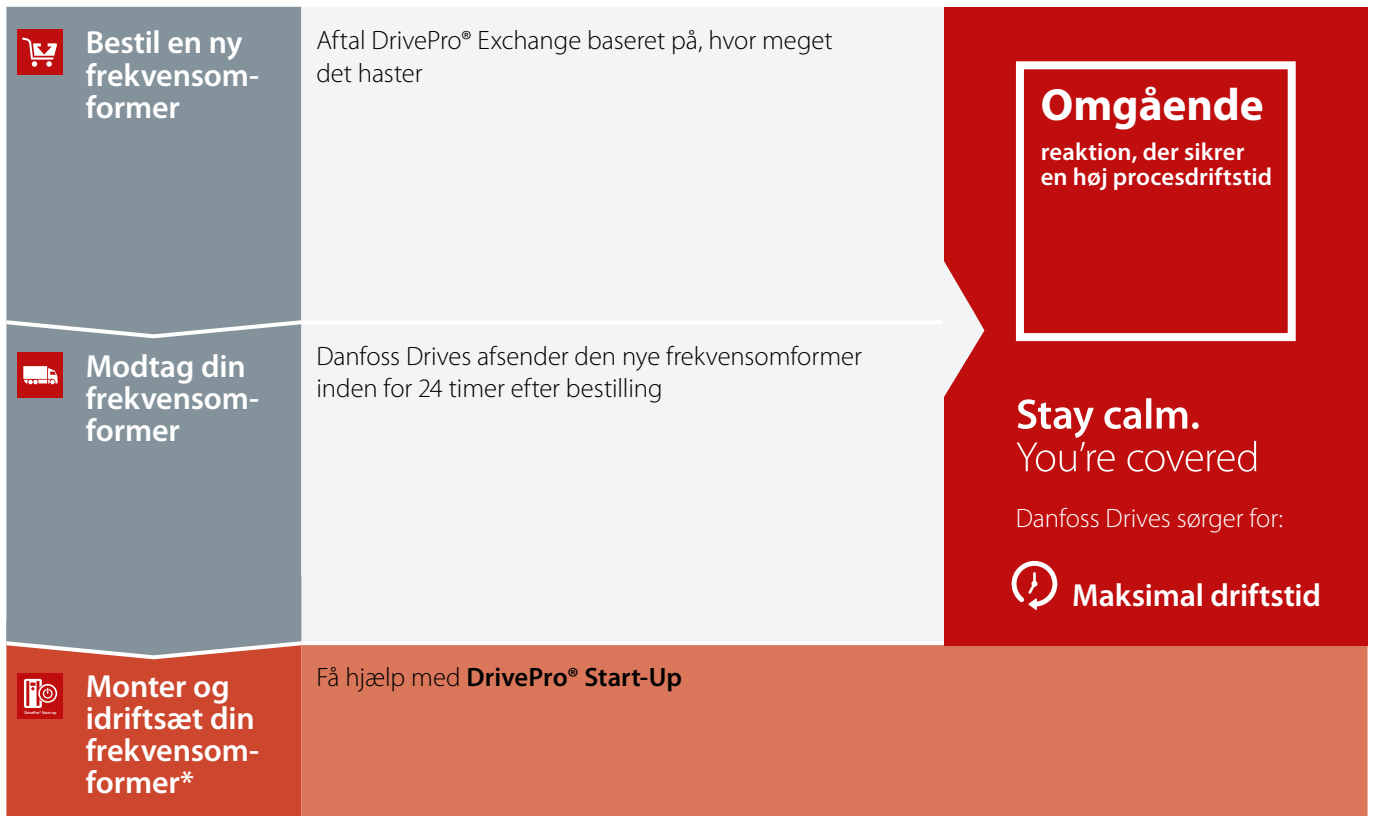 Bestil en ny
frekvensom-
former
Aftal DrivePro® Exchange baseret på, hvor meget
det haster
Modtag din
frekvensom-
former
Danfoss Drives afsender den nye frekvensomformer
inden for 24 timer efter bestilling
Monter og
idriftsæt din
frekvensom-
former*
DrivePro® Start-up
Få hjælp med DrivePro® Start-Up
Omgående
reaktion, der sikrer
en høj procesdriftstid
Stay calm.
You're covered
Danfoss Drives sørger for:
Maksimal driftstid